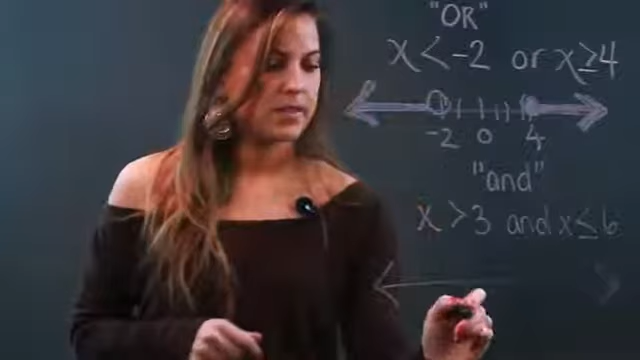 "OR"
x < -2 or x ≥ 4
-2 0 4
"and"
x > 3 and x ≤ 6